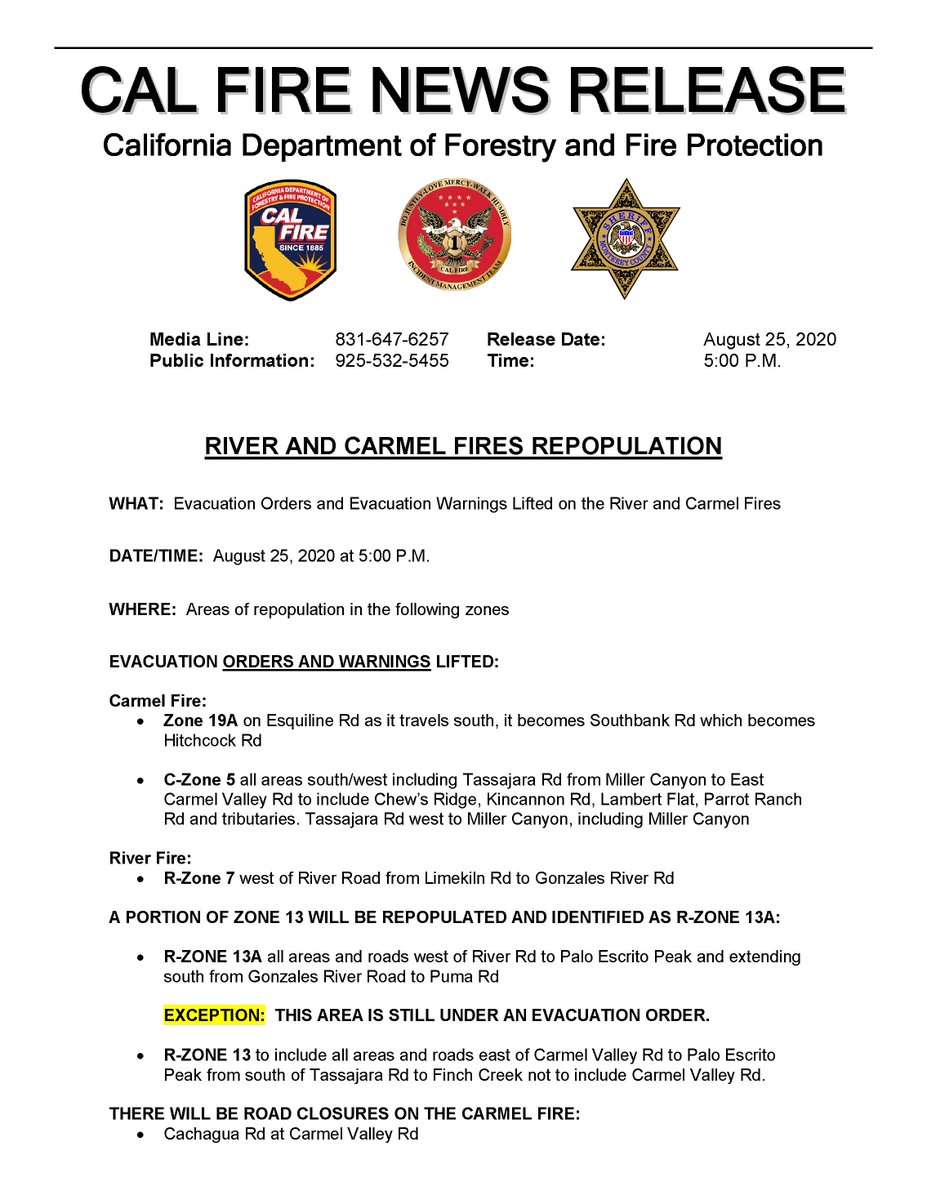 CAL FIRE NEWS RELEASE
California Department of Forestry and Fire Protection
CALIFORNIA DEPARTMENT OF
FORESTRY & FIRE PROTECTION
CAL
FIRE
SINCE 1885
DO JUSTLY-LOVE MERCY-WALK HUMBLY
1
CAL FIRE
INCIDENT MANAGEMENT TEAM
SHERIFF
MONTEREY COUNTY
Media Line: 831-647-6257 Release Date: August 25, 2020
Public Information: 925-532-5455 Time: 5:00 P.M.
RIVER AND CARMEL FIRES REPOPULATION
WHAT: Evacuation Orders and Evacuation Warnings Lifted on the River and Carmel Fires
DATE/TIME: August 25, 2020 at 5:00 P.M.
WHERE: Areas of repopulation in the following zones
EVACUATION ORDERS AND WARNINGS LIFTED:
Carmel Fire:
• Zone 19A on Esquiline Rd as it travels south, it becomes Southbank Rd which becomes
Hitchcock Rd
• C-Zone 5 all areas south/west including Tassajara Rd from Miller Canyon to East
Carmel Valley Rd to include Chew's Ridge, Kincannon Rd, Lambert Flat, Parrot Ranch
Rd and tributaries. Tassajara Rd west to Miller Canyon, including Miller Canyon
River Fire:
• R-Zone 7 west of River Road from Limekiln Rd to Gonzales River Rd
A PORTION OF ZONE 13 WILL BE REPOPULATED AND IDENTIFIED AS R-ZONE 13A:
• R-ZONE 13A all areas and roads west of River Rd to Palo Escrito Peak and extending
south from Gonzales River Road to Puma Rd
EXCEPTION: THIS AREA IS STILL UNDER AN EVACUATION ORDER.
• R-ZONE 13 to include all areas and roads east of Carmel Valley Rd to Palo Escrito
Peak from south of Tassajara Rd to Finch Creek not to include Carmel Valley Rd.
THERE WILL BE ROAD CLOSURES ON THE CARMEL FIRE:
• Cachagua Rd at Carmel Valley Rd